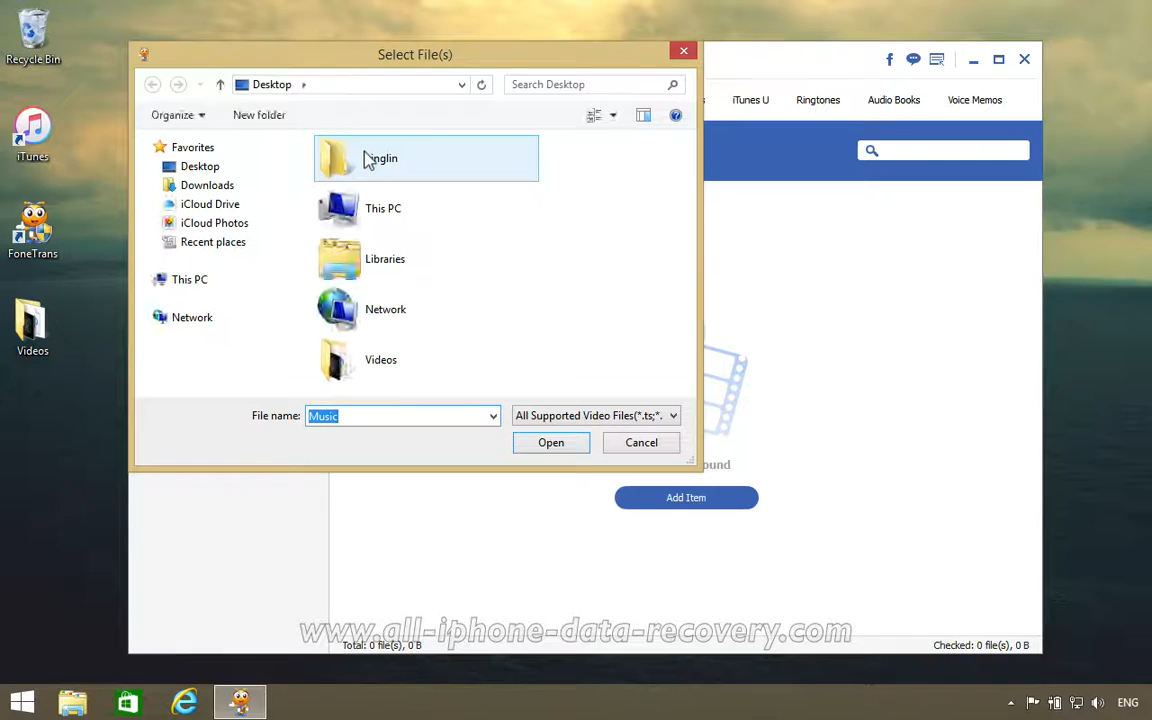 Recycle Bin
iTunes
FoneTrans
Videos
Select File(s)
Desktop
Search Desktop
Organize
New folder
Favorites
Desktop
Downloads
iCloud Drive
iCloud Photos
Recent places
This PC
Network
This PC
Libraries
Network
Videos
File name:
Music
All Supported Video Files(*.ts;*.
Open
Cancel
iTunes U
Ringtones
Audio Books
Voice Memos
Add Item
www.all-iphone-data-recovery.com
Total: 0 file(s), 0 B
Checked: 0 file(s), 0 B
ENG